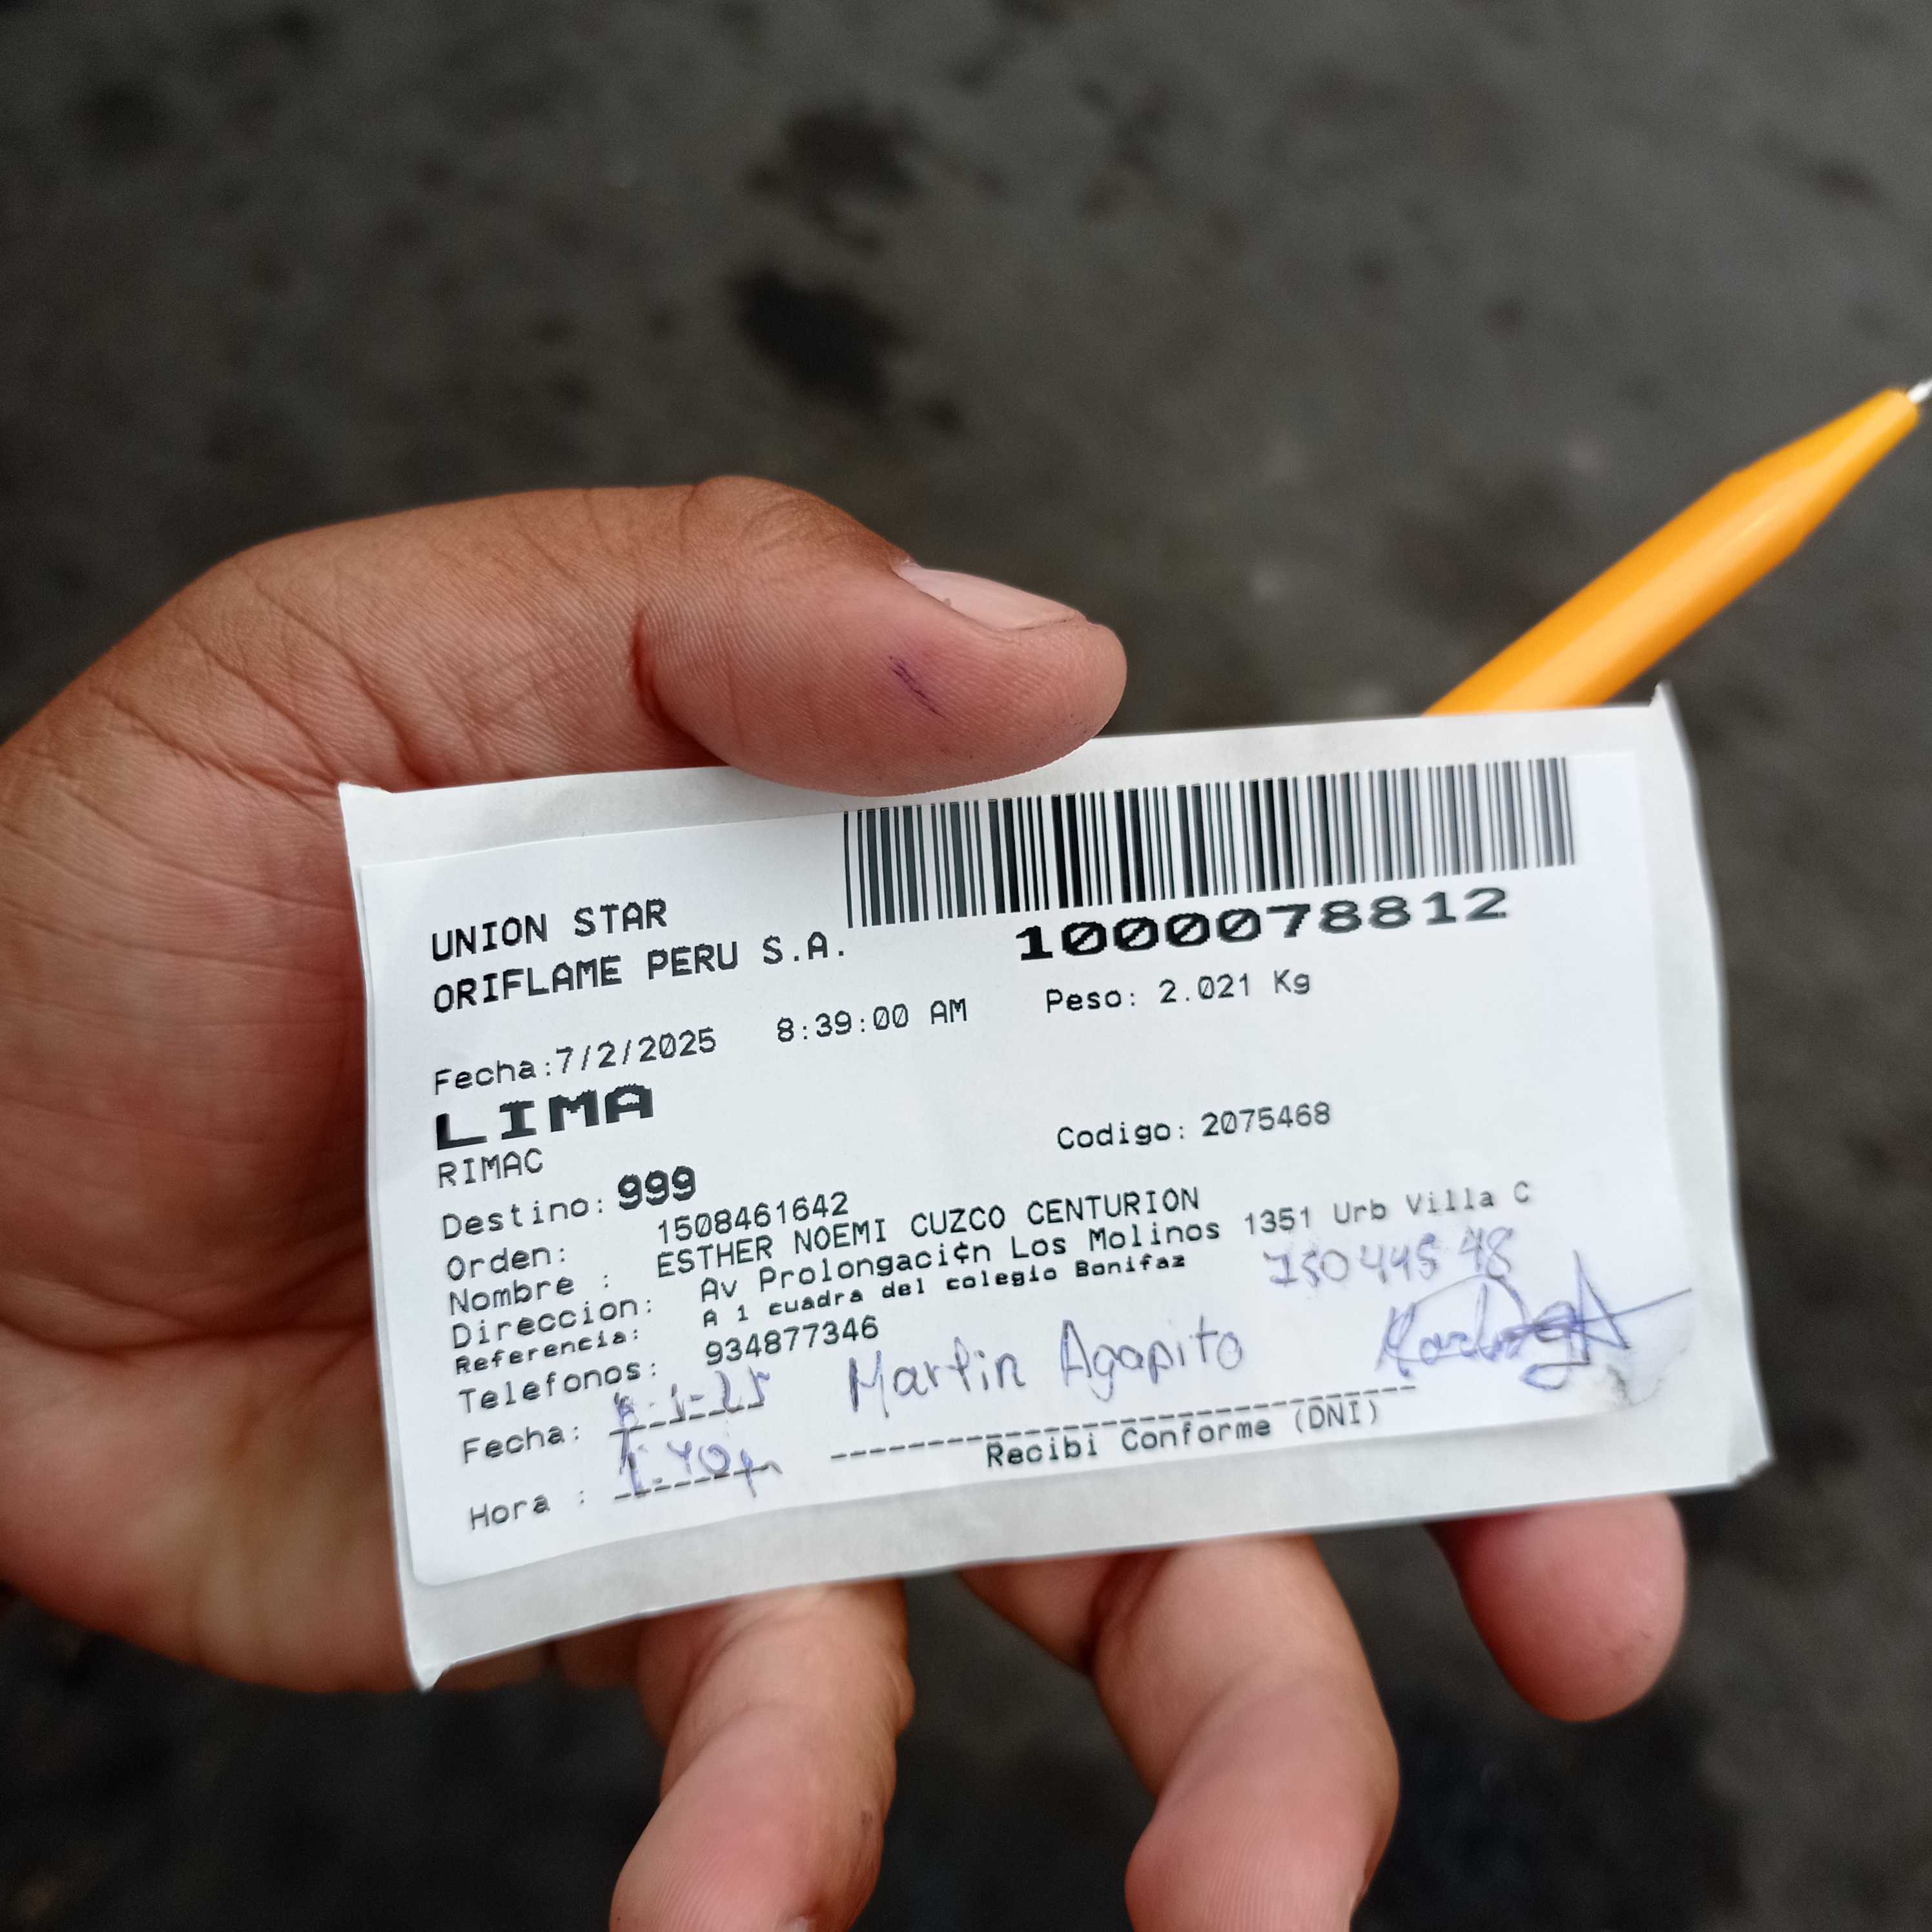 UNION STAR
ORIFLAME PERU S.A.
1000078812
Fecha:7/2/2025 8:39:00 AM Peso: 2.021 Kg
LIMA
RIMAC Codigo: 2075468
Destino: 999
Orden: 1508461642
Nombre : ESTHER NOEMI CUZCO CENTURION
Direccion: Av Prolongaci¢n Los Molinos 1351 Urb Villa C
Referencia: A 1 cuadra del colegio Bonifaz
Telefonos: 934877346
Martin Agapito
Fecha:
Hora :
Recibi Conforme (DNI)